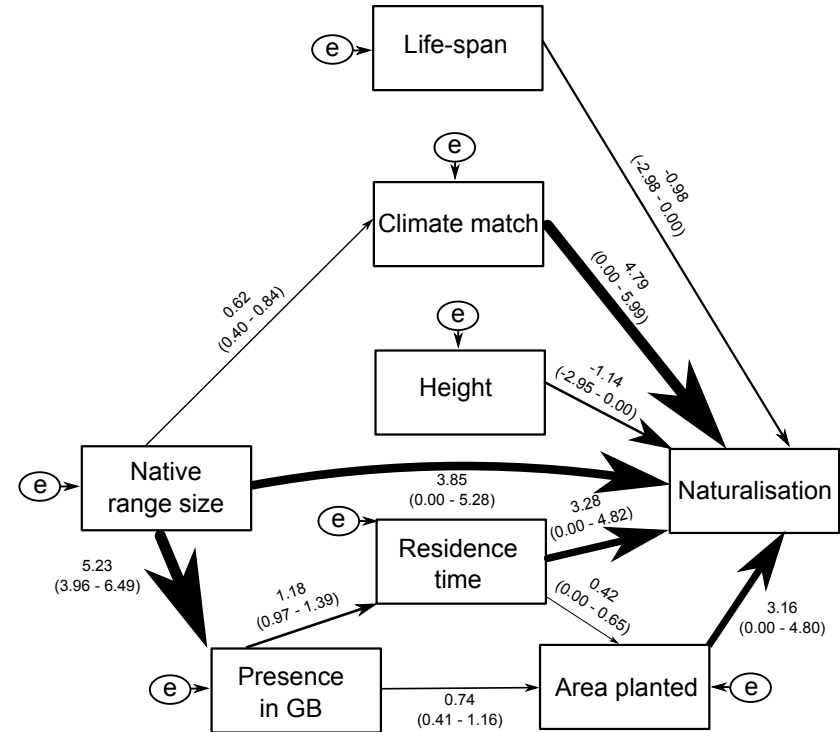 e
Life-span
-0.98
(-2.98 - 0.00)
e
Climate match
4.79
(0.00 - 5.99)
0.62
(0.40 - 0.84)
e
Height
-1.14
(-2.95 - 0.00)
e
Native
range size
3.85
(0.00 - 5.28)
Naturalisation
e
Residence
time
3.28
(0.00 - 4.82)
5.23
(3.96 - 6.49)
1.18
(0.97 - 1.39)
0.42
(0.00 - 0.65)
3.16
(0.00 - 4.80)
e
Presence
in GB
0.74
(0.41 - 1.16)
Area planted
e